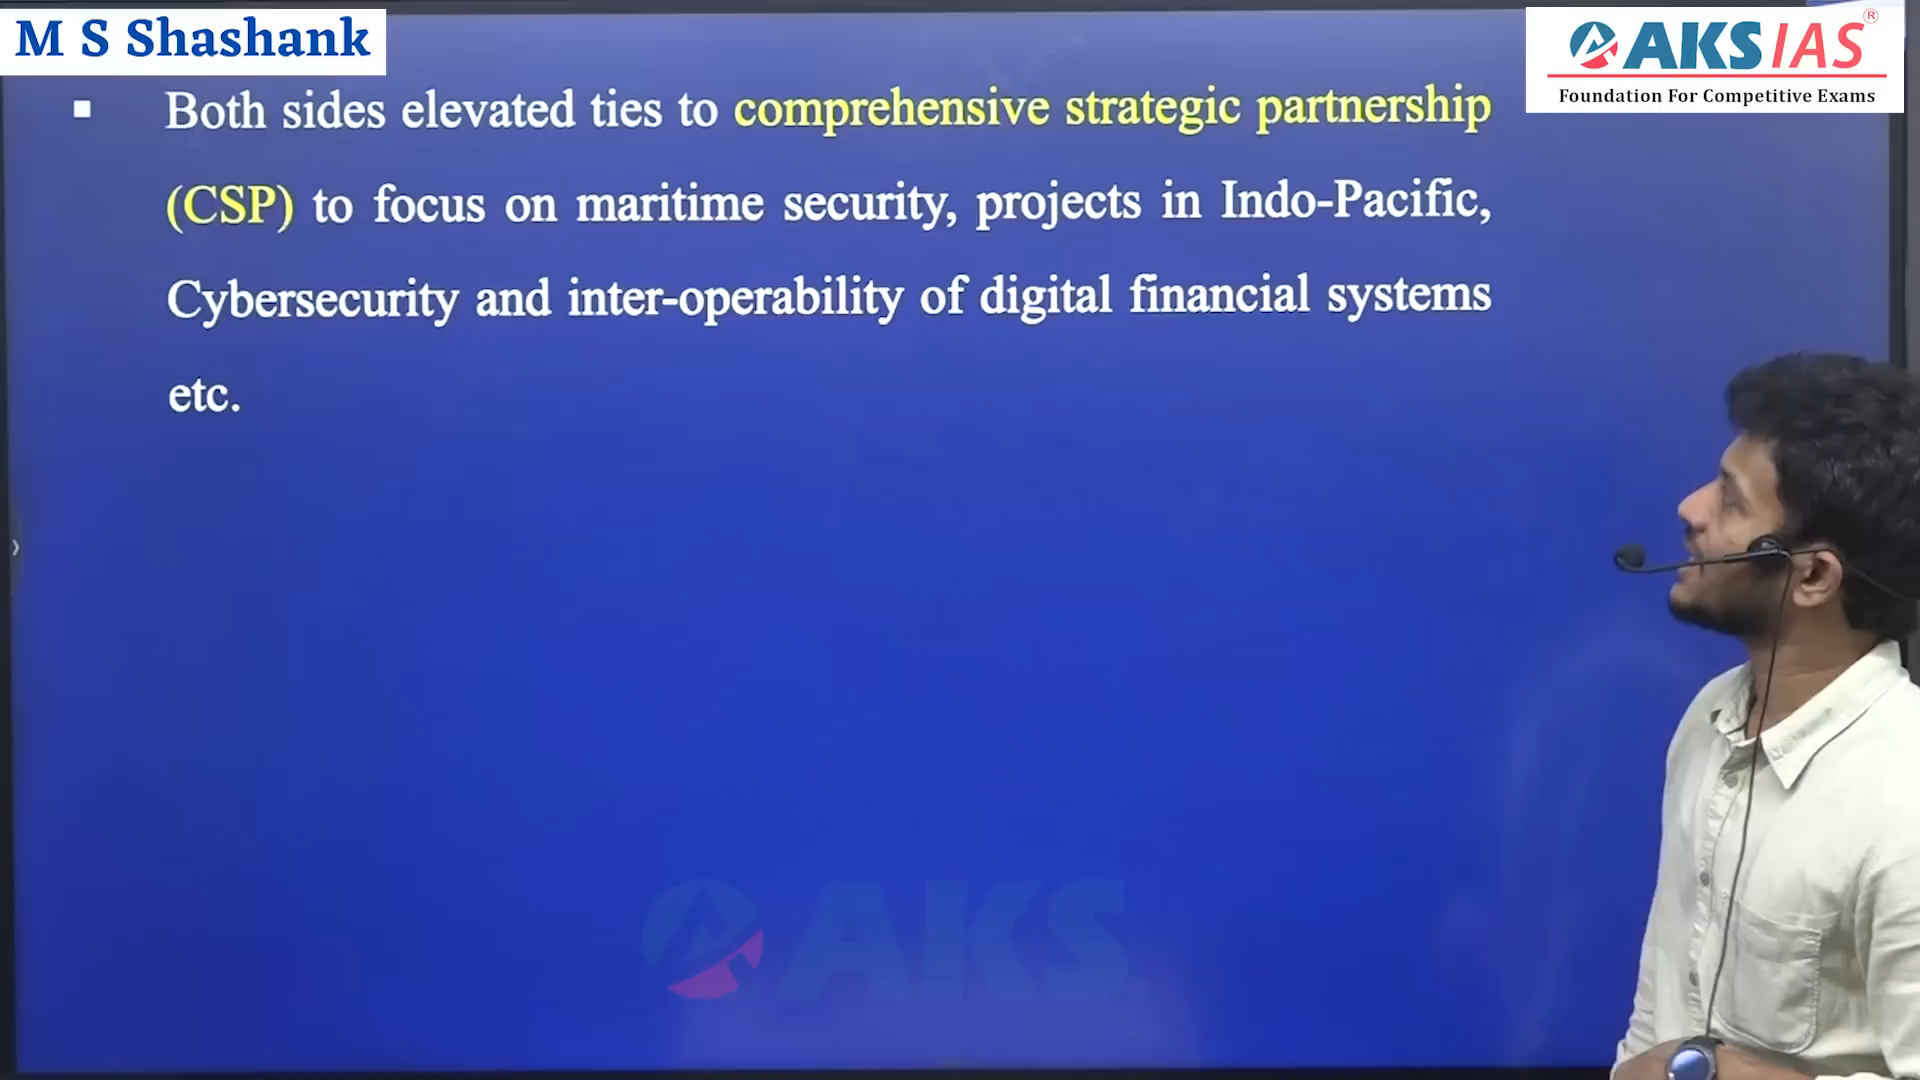 M S Shashank
AKS IAS®
Foundation For Competitive Exams
▪ Both sides elevated ties to comprehensive strategic partnership
(CSP) to focus on maritime security, projects in Indo-Pacific,
Cybersecurity and inter-operability of digital financial systems
etc.
AKS